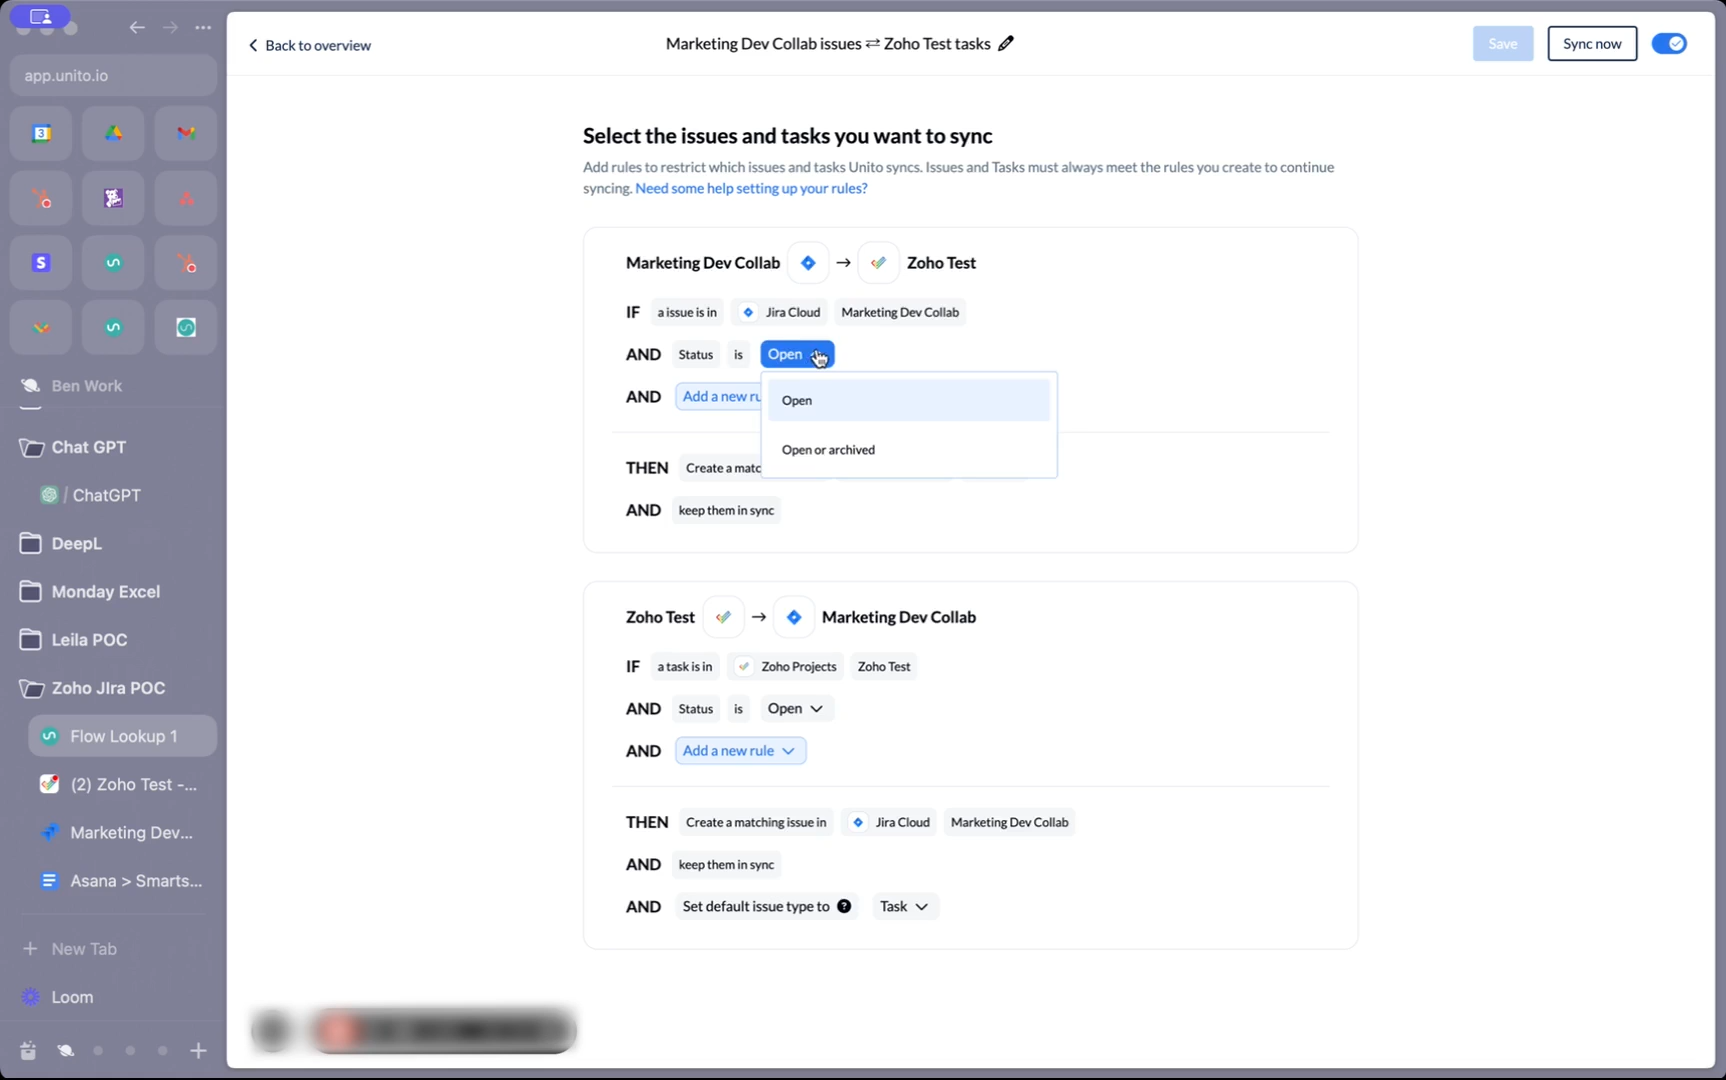 Back to overview
Marketing Dev Collab issues ⇄ Zoho Test tasks
Save
Sync now
app.unito.io
3
S
Ben Work
Chat GPT
/ ChatGPT
DeepL
Monday Excel
Leila POC
Zoho JIra POC
Flow Lookup 1
(2) Zoho Test -...
Marketing Dev...
Asana > Smarts...
+ New Tab
Loom
Select the issues and tasks you want to sync
Add rules to restrict which issues and tasks Unito syncs. Issues and Tasks must always meet the rules you create to continue
syncing. Need some help setting up your rules?
Marketing Dev Collab → Zoho Test
IF a issue is in Jira Cloud Marketing Dev Collab
AND Status is Open
AND Add a new ru
Open
Open or archived
THEN Create a matc
AND keep them in sync
Zoho Test → Marketing Dev Collab
IF a task is in Zoho Projects Zoho Test
AND Status is Open
AND Add a new rule
THEN Create a matching issue in Jira Cloud Marketing Dev Collab
AND keep them in sync
AND Set default issue type to ? Task